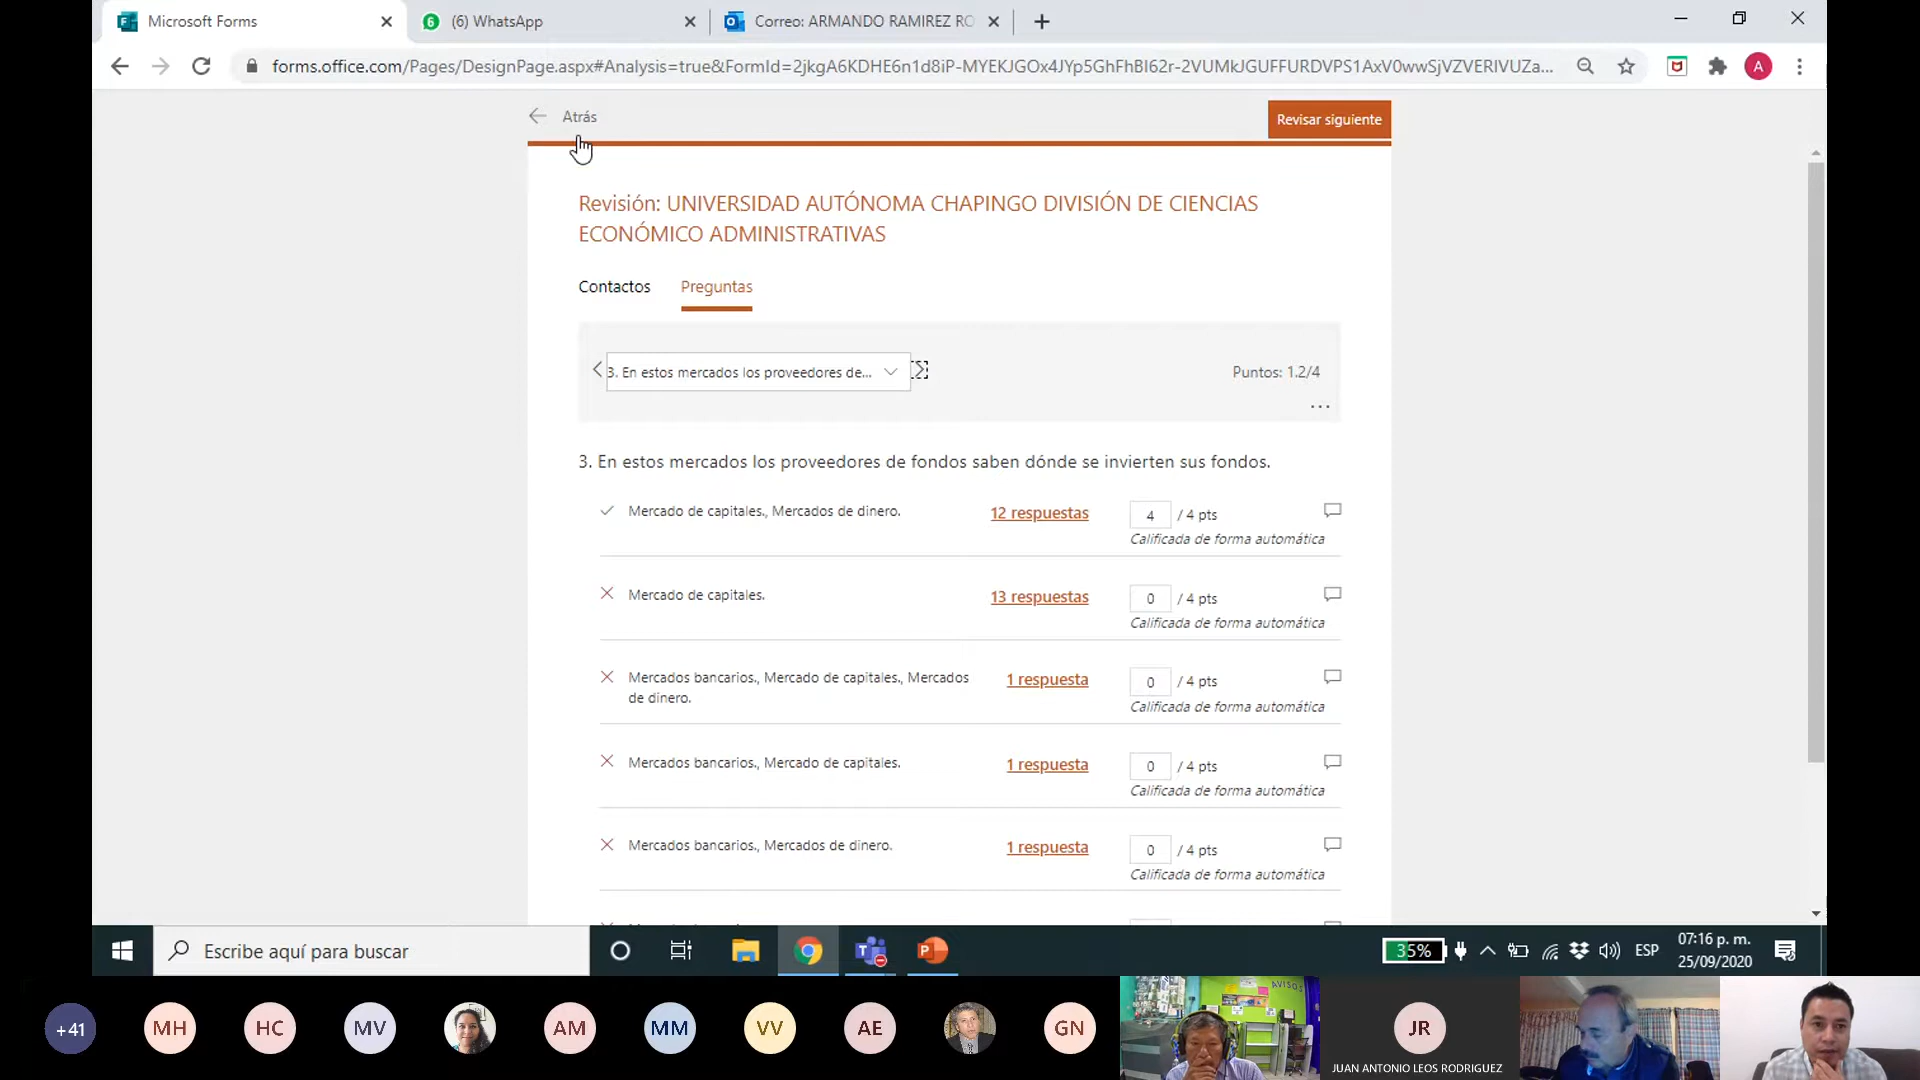 Microsoft Forms
(6) WhatsApp
Correo: ARMANDO RAMIREZ RO
forms.office.com/Pages/DesignPage.aspx#Analysis=true&FormId=2jkgA6KDHE6n1d8iP-MYEKJGOx4JYp5GhFhBI62r-2VUMkJGUFFURDVPS1AxV0wwSjVZVERIVUZa...
A
Atrás
Revisar siguiente
Revisión: UNIVERSIDAD AUTÓNOMA CHAPINGO DIVISIÓN DE CIENCIAS
ECONÓMICO ADMINISTRATIVAS
Contactos
Preguntas
3. En estos mercados los proveedores de...
Puntos: 1.2/4
3. En estos mercados los proveedores de fondos saben dónde se invierten sus fondos.
Mercado de capitales., Mercados de dinero.
12 respuestas
4 / 4 pts
Calificada de forma automática
Mercado de capitales.
13 respuestas
0 / 4 pts
Calificada de forma automática
Mercados bancarios., Mercado de capitales., Mercados
de dinero.
1 respuesta
0 / 4 pts
Calificada de forma automática
Mercados bancarios., Mercado de capitales.
1 respuesta
0 / 4 pts
Calificada de forma automática
Mercados bancarios., Mercados de dinero.
1 respuesta
0 / 4 pts
Calificada de forma automática
Escribe aquí para buscar
35%
ESP
07:16 p. m.
25/09/2020
+41
MH
HC
MV
AM
MM
VV
AE
GN
AVISOS
JR
JUAN ANTONIO LEOS RODRIGUEZ